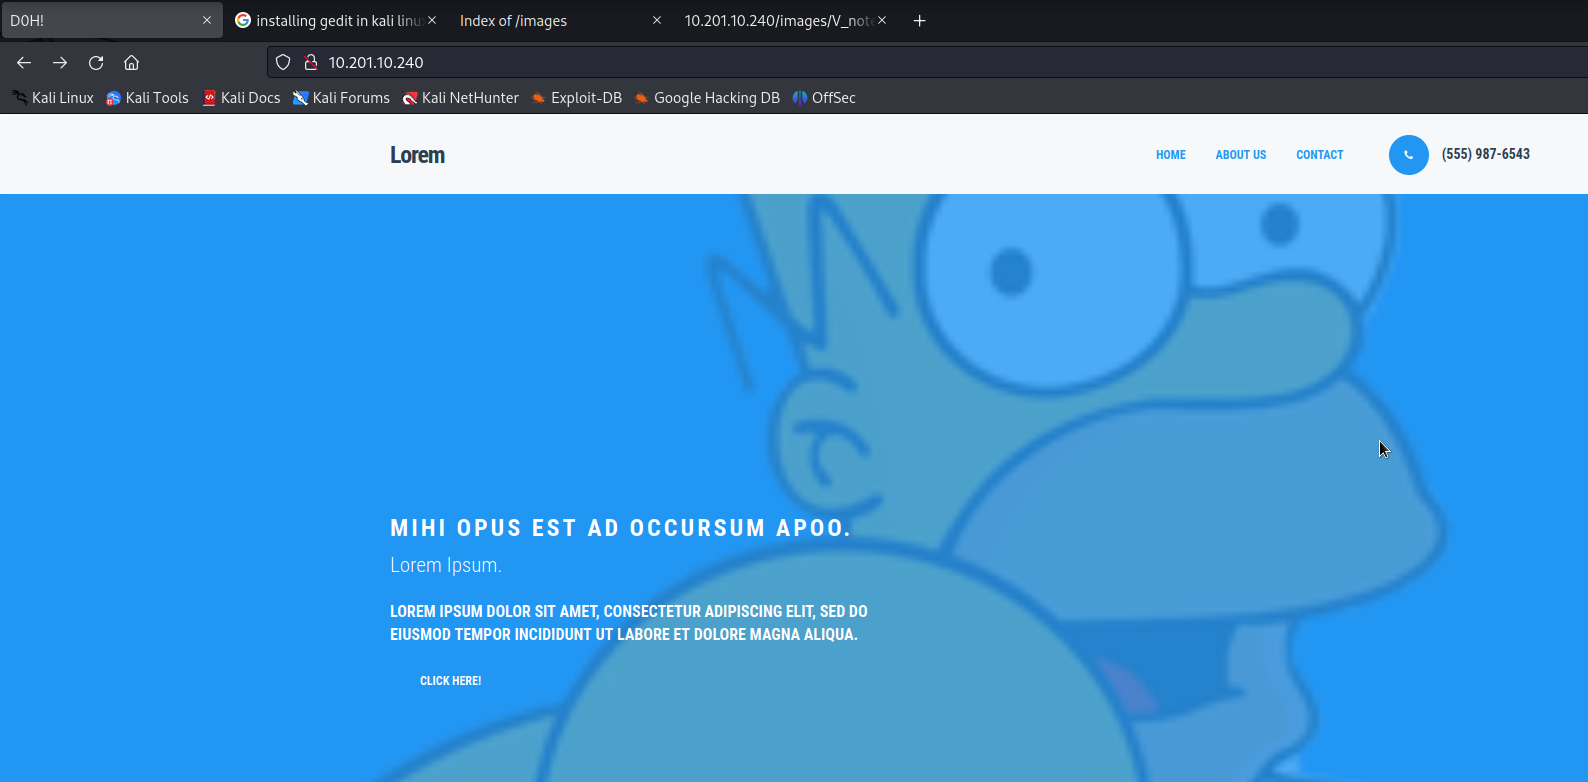 D0H!
installing gedit in kali linu
Index of /images
10.201.10.240/images/V_not
10.201.10.240
Kali Linux
Kali Tools
Kali Docs
Kali Forums
Kali NetHunter
Exploit-DB
Google Hacking DB
OffSec
Lorem
HOME
ABOUT US
CONTACT
(555) 987-6543
MIHI OPUS EST AD OCCURSUM APOO.
Lorem Ipsum.
LOREM IPSUM DOLOR SIT AMET, CONSECTETUR ADIPISCING ELIT, SED DO
EIUSMOD TEMPOR INCIDIDUNT UT LABORE ET DOLORE MAGNA ALIQUA.
CLICK HERE!